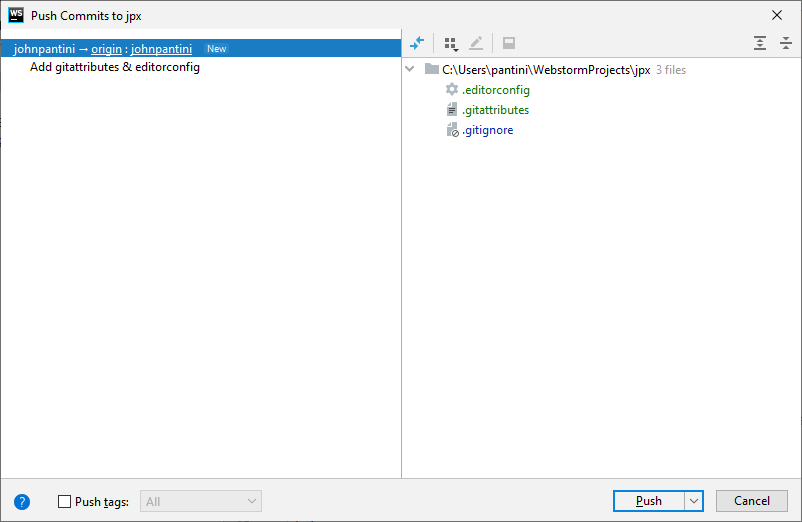 WS Push Commits to jpx
johnpantini → origin : johnpantini New
Add gitattributes & editorconfig
C:\Users\pantini\WebstormProjects\jpx 3 files
.editorconfig
.gitattributes
.gitignore
? Push tags: All Push Cancel